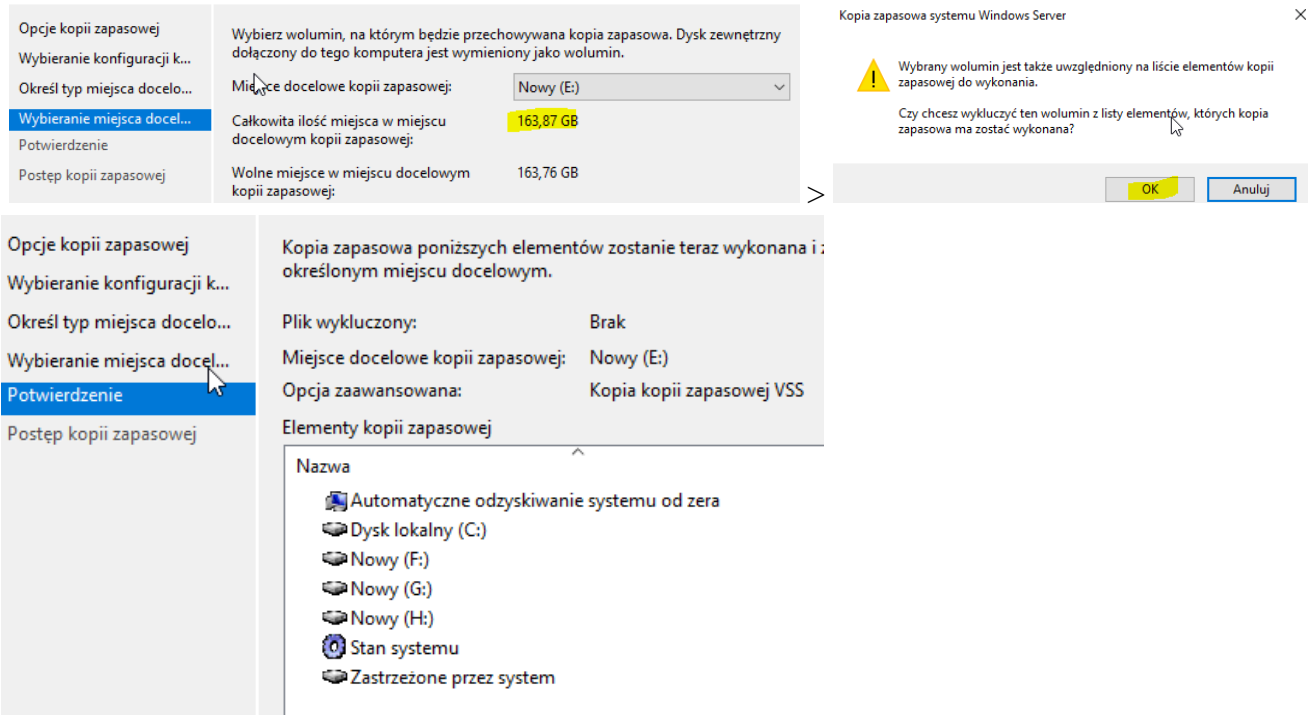 Opcje kopii zapasowej
Wybieranie konfiguracji k...
Określ typ miejsca docelo...
Wybieranie miejsca docel...
Potwierdzenie
Postęp kopii zapasowej
Wybierz wolumin, na którym będzie przechowywana kopia zapasowa. Dysk zewnętrzny
dołączony do tego komputera jest wymieniony jako wolumin.
Miejsce docelowe kopii zapasowej:
Nowy (E:)
Całkowita ilość miejsca w miejscu
docelowym kopii zapasowej:
163,87 GB
Wolne miejsce w miejscu docelowym
kopii zapasowej:
163,76 GB
>
Kopia zapasowa systemu Windows Server
Wybrany wolumin jest także uwzględniony na liście elementów kopii
zapasowej do wykonania.
Czy chcesz wykluczyć ten wolumin z listy elementów, których kopia
zapasowa ma zostać wykonana?
OK
Anuluj
Opcje kopii zapasowej
Wybieranie konfiguracji k...
Określ typ miejsca docelo...
Wybieranie miejsca docel...
Potwierdzenie
Postęp kopii zapasowej
Kopia zapasowa poniższych elementów zostanie teraz wykonana i
określonym miejscu docelowym.
Plik wykluczony: Brak
Miejsce docelowe kopii zapasowej: Nowy (E:)
Opcja zaawansowana: Kopia kopii zapasowej VSS
Elementy kopii zapasowej
Nazwa
Automatyczne odzyskiwanie systemu od zera
Dysk lokalny (C:)
Nowy (F:)
Nowy (G:)
Nowy (H:)
Stan systemu
Zastrzeżone przez system